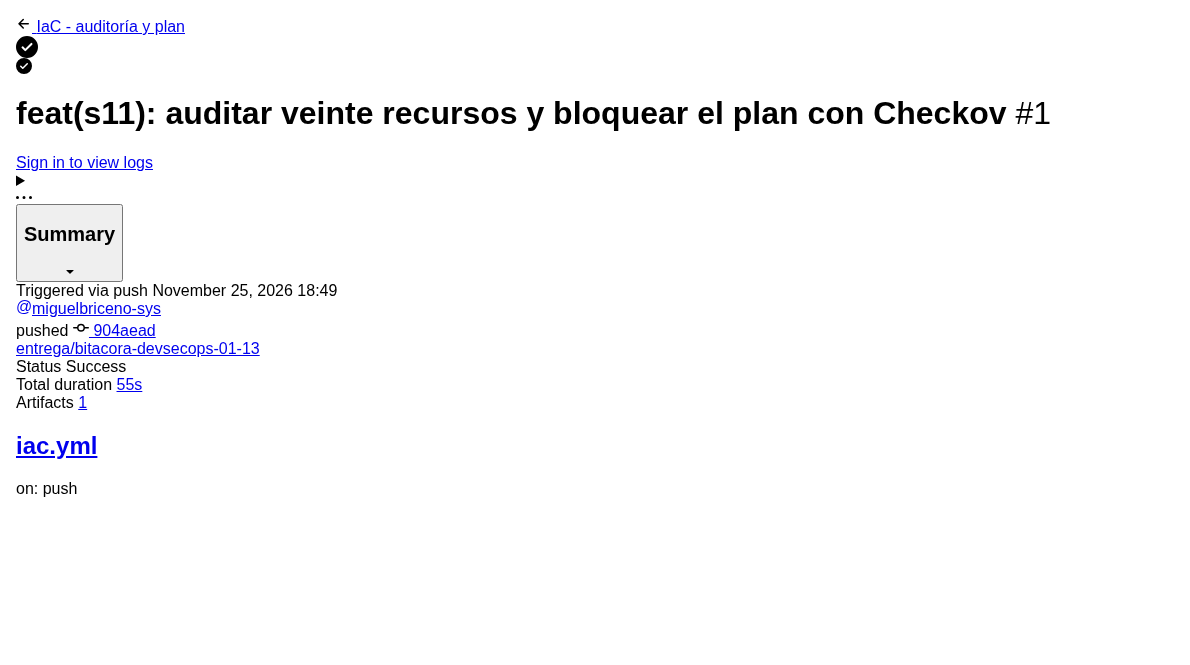 IaC - auditoría y plan
feat(s11): auditar veinte recursos y bloquear el plan con Checkov #1
Sign in to view logs
Summary
Triggered via push November 25, 2026 18:49
@miguelbriceno-sys
pushed 904aead
entrega/bitacora-devsecops-01-13
Status Success
Total duration 55s
Artifacts 1
iac.yml
on: push